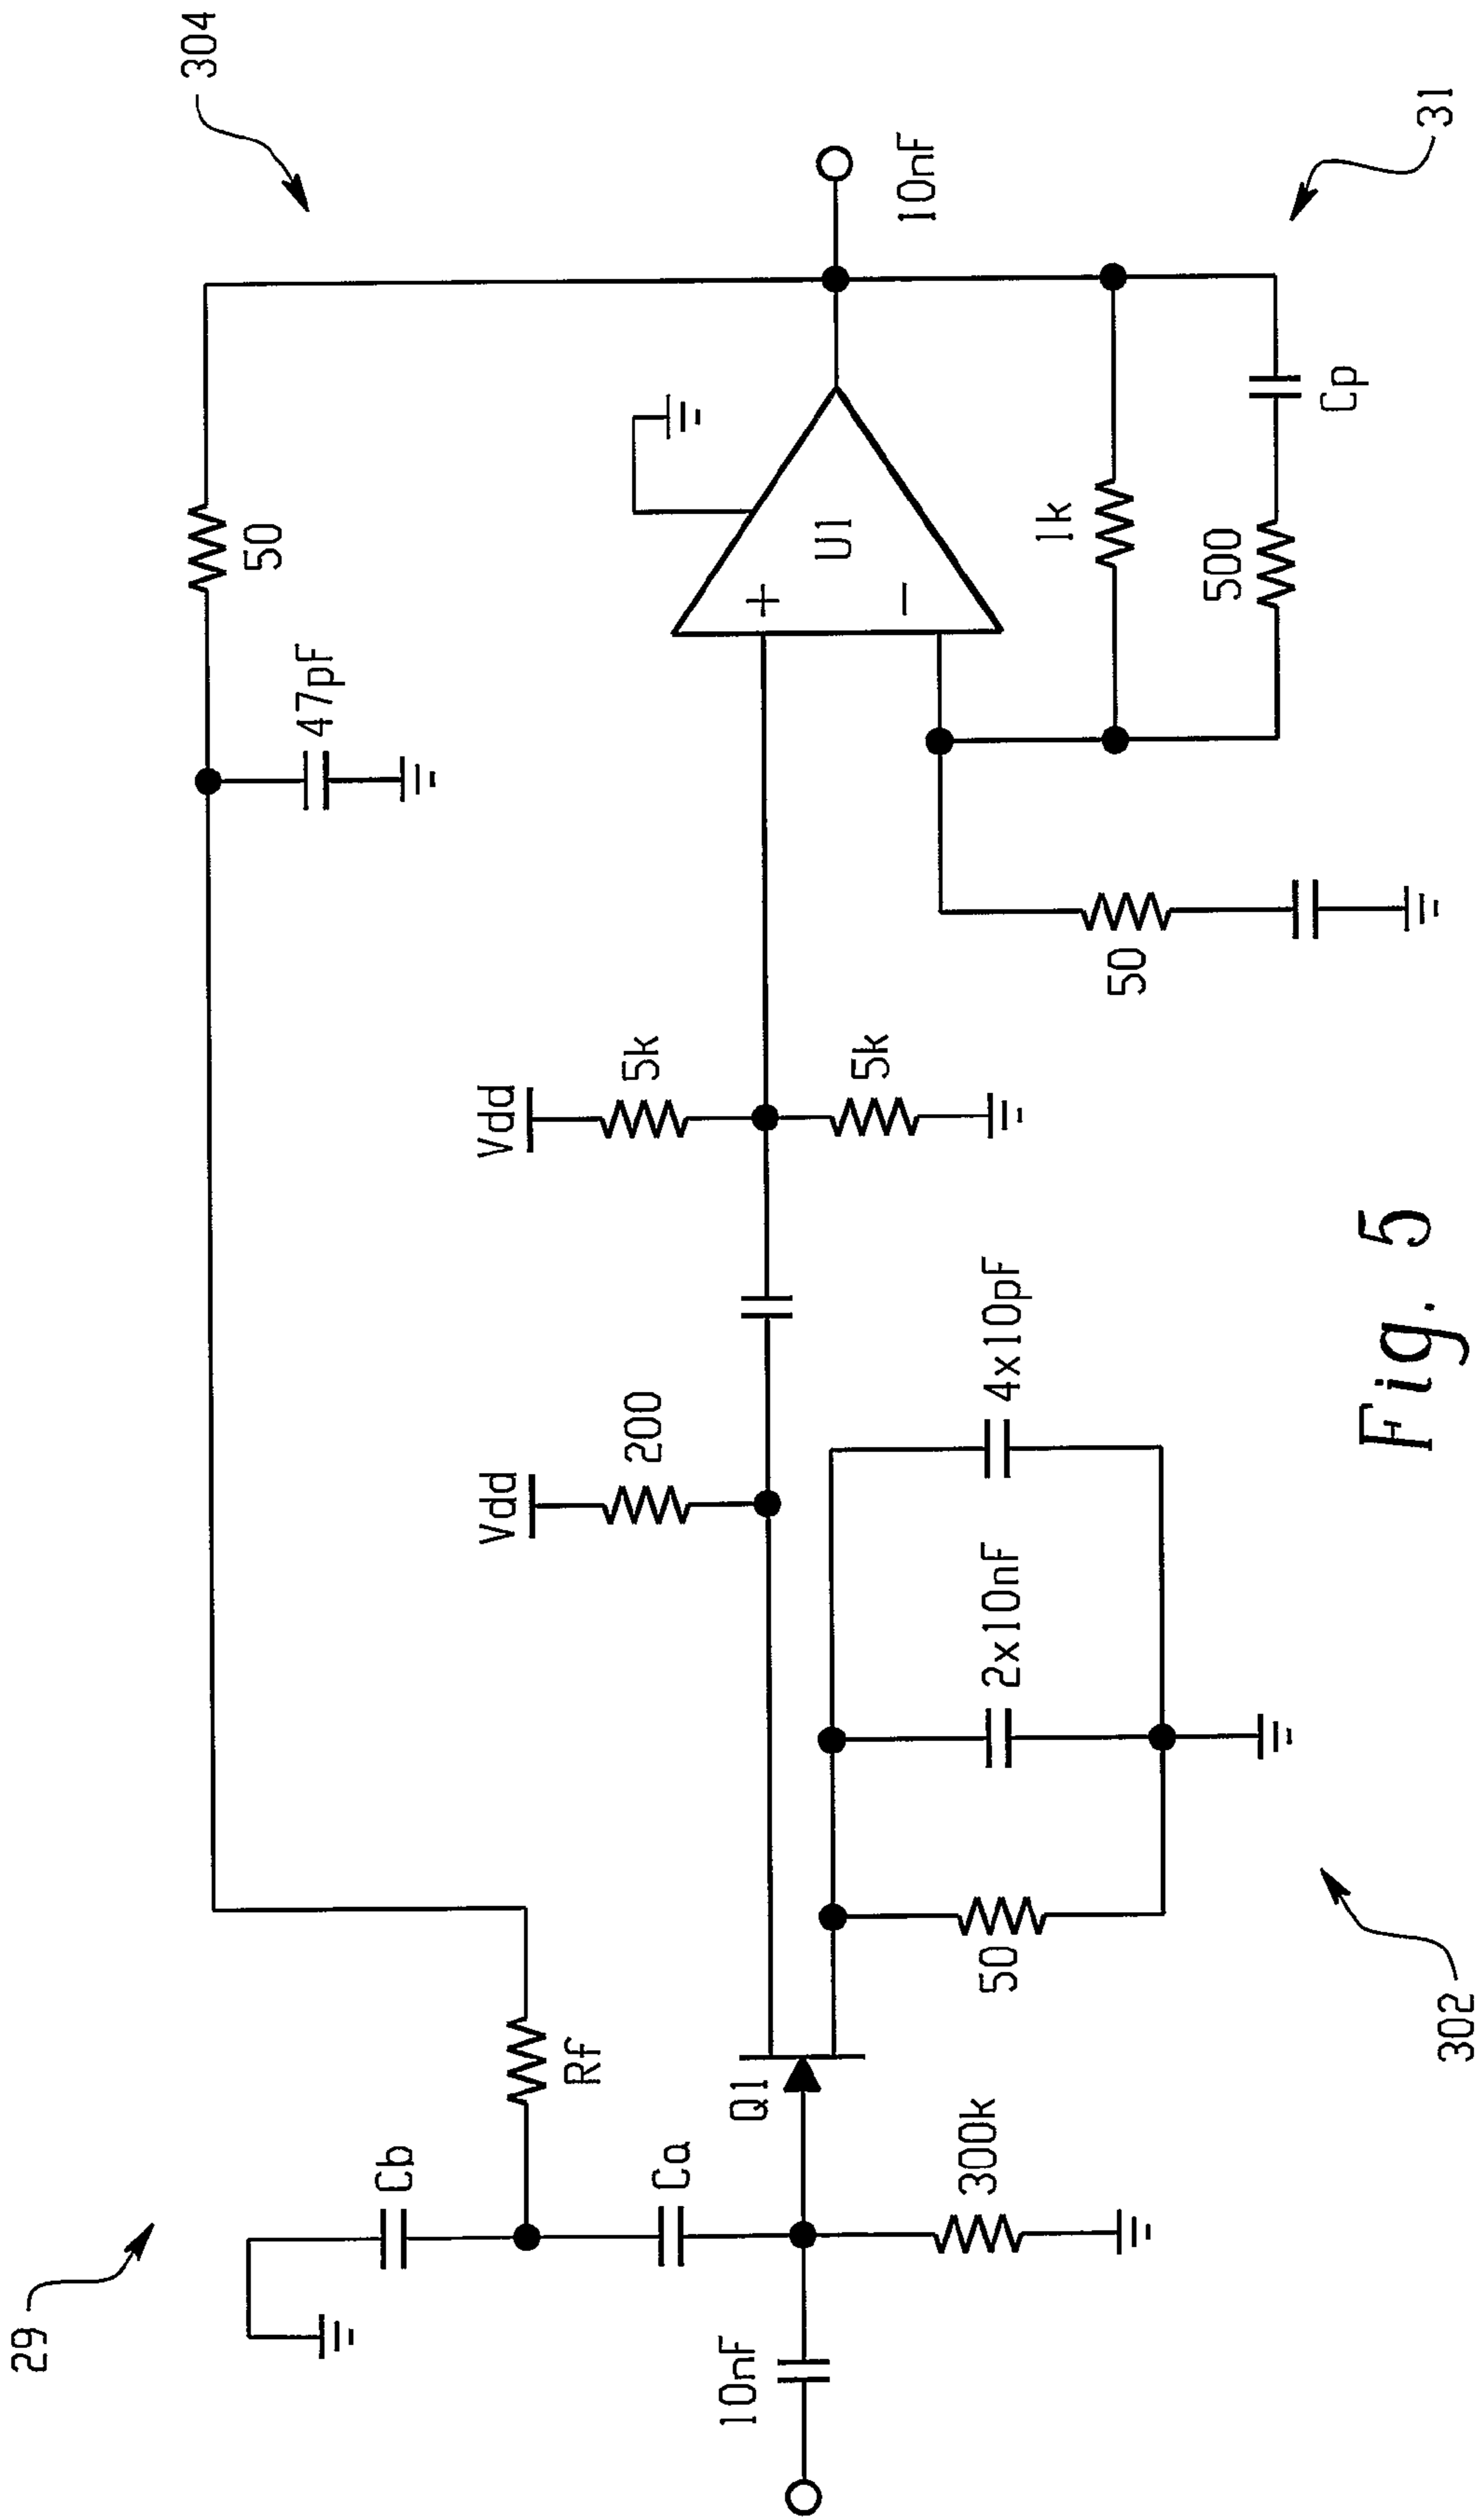 304
50
47pF
10nF
U1
+
−
1k
500
Cp
31
50
Vdd
5k
5k
Vdd
200
4x10pF
2x10nF
50
302
Rf
Cb
Ca
Q1
300k
10nF
29
Fig. 5